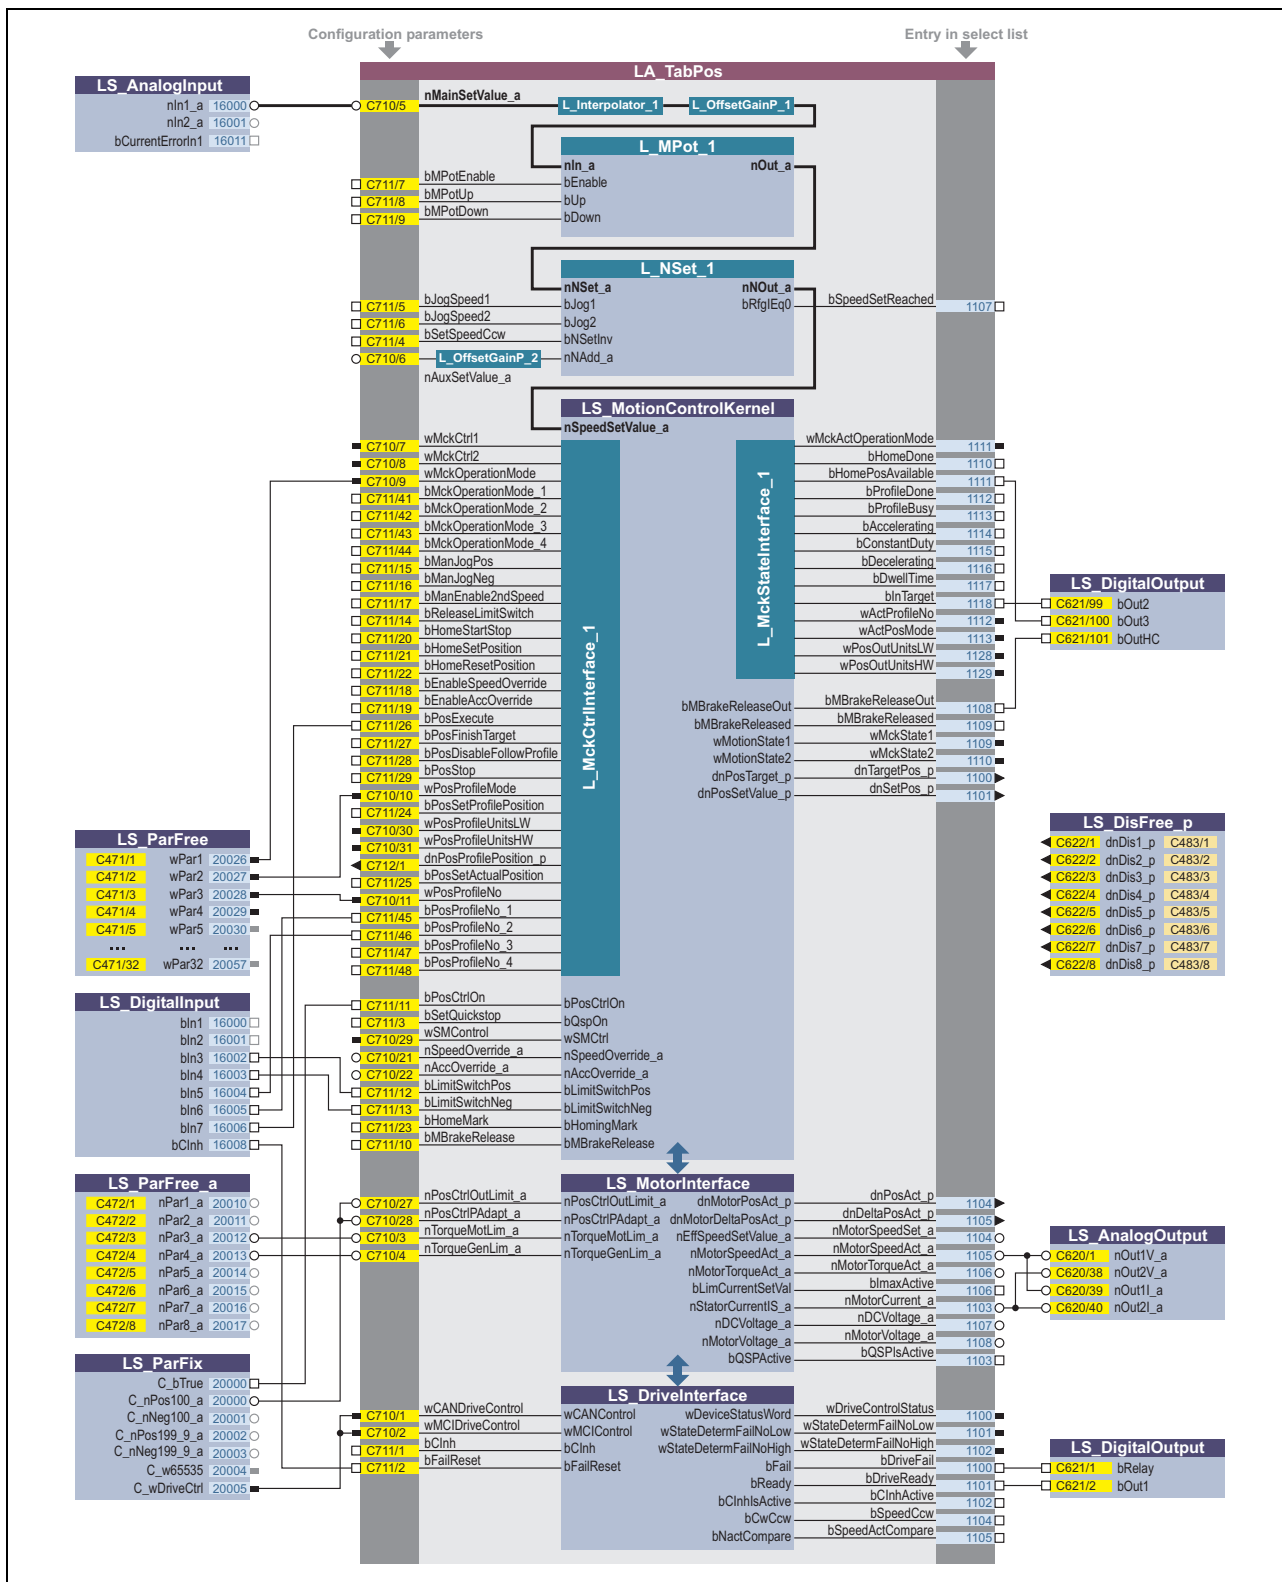 Configuration parameters
Entry in select list
LA_TabPos
LS_AnalogInput
nIn1_a 16000
nIn2_a 16001
bCurrentErrorIn1 16011
C710/5 nMainSetValue_a
L_Interpolator_1
L_OffsetGainP_1
L_MPot_1
nIn_a nOut_a
C711/7 bMPotEnable bEnable
C711/8 bMPotUp bUp
C711/9 bMPotDown bDown
L_NSet_1
nNSet_a nNOut_a
C711/5 bJogSpeed1 bJog1
bRfgIEq0 bSpeedSetReached 1107
C711/6 bJogSpeed2 bJog2
C711/4 bSetSpeedCcw bNSetInv
C710/6 L_OffsetGainP_2 nNAdd_a
nAuxSetValue_a
LS_MotionControlKernel
nSpeedSetValue_a
L_MckCtrlInterface_1
C710/7 wMckCtrl1
C710/8 wMckCtrl2
C710/9 wMckOperationMode
C711/41 bMckOperationMode_1
C711/42 bMckOperationMode_2
C711/43 bMckOperationMode_3
C711/44 bMckOperationMode_4
C711/15 bManJogPos
C711/16 bManJogNeg
C711/17 bManEnable2ndSpeed
C711/14 bReleaseLimitSwitch
C711/20 bHomeStartStop
C711/21 bHomeSetPosition
C711/22 bHomeResetPosition
C711/18 bEnableSpeedOverride
C711/19 bEnableAccOverride
C711/26 bPosExecute
C711/27 bPosFinishTarget
C711/28 bPosDisableFollowProfile
C711/29 bPosStop
C710/10 wPosProfileMode
C711/24 bPosSetProfilePosition
C710/30 wPosProfileUnitsLW
C710/31 wPosProfileUnitsHW
C712/1 dnPosProfilePosition_p
C711/25 bPosSetActualPosition
C710/11 wPosProfileNo
C711/45 bPosProfileNo_1
C711/46 bPosProfileNo_2
C711/47 bPosProfileNo_3
C711/48 bPosProfileNo_4
L_MckStateInterface_1
wMckActOperationMode 1111
bHomeDone 1110
bHomePosAvailable 1111
bProfileDone 1112
bProfileBusy 1113
bAccelerating 1114
bConstantDuty 1115
bDecelerating 1116
bDwellTime 1117
bInTarget 1118
wActProfileNo 1112
wActPosMode 1113
wPosOutUnitsLW 1128
wPosOutUnitsHW 1129
bMBrakeReleaseOut bMBrakeReleaseOut 1108
bMBrakeReleased bMBrakeReleased 1109
wMotionState1 wMckState1 1109
wMotionState2 wMckState2 1110
dnPosTarget_p dnTargetPos_p 1100
dnPosSetValue_p dnSetPos_p 1101
LS_DigitalOutput
C621/99 bOut2
C621/100 bOut3
C621/101 bOutHC
LS_DisFree_p
C622/1 dnDis1_p C483/1
C622/2 dnDis2_p C483/2
C622/3 dnDis3_p C483/3
C622/4 dnDis4_p C483/4
C622/5 dnDis5_p C483/5
C622/6 dnDis6_p C483/6
C622/7 dnDis7_p C483/7
C622/8 dnDis8_p C483/8
LS_ParFree
C471/1 wPar1 20026
C471/2 wPar2 20027
C471/3 wPar3 20028
C471/4 wPar4 20029
C471/5 wPar5 20030
... ... ...
C471/32 wPar32 20057
LS_DigitalInput
bIn1 16000
bIn2 16001
bIn3 16002
bIn4 16003
bIn5 16004
bIn6 16005
bIn7 16006
bCInh 16008
C711/11 bPosCtrlOn bPosCtrlOn
C711/3 bSetQuickstop bQspOn
C710/29 wSMControl wSMCtrl
C710/21 nSpeedOverride_a nSpeedOverride_a
C710/22 nAccOverride_a nAccOverride_a
C711/12 bLimitSwitchPos bLimitSwitchPos
C711/13 bLimitSwitchNeg bLimitSwitchNeg
C711/23 bHomeMark bHomingMark
C711/10 bMBrakeRelease bMBrakeRelease
LS_ParFree_a
C472/1 nPar1_a 20010
C472/2 nPar2_a 20011
C472/3 nPar3_a 20012
C472/4 nPar4_a 20013
C472/5 nPar5_a 20014
C472/6 nPar6_a 20015
C472/7 nPar7_a 20016
C472/8 nPar8_a 20017
LS_MotorInterface
C710/27 nPosCtrlOutLimit_a nPosCtrlOutLimit_a
C710/28 nPosCtrlPAdapt_a nPosCtrlPAdapt_a
C710/3 nTorqueMotLim_a nTorqueMotLim_a
C710/4 nTorqueGenLim_a nTorqueGenLim_a
dnMotorPosAct_p dnPosAct_p 1104
dnMotorDeltaPosAct_p dnDeltaPosAct_p 1105
nEffSpeedSetValue_a nMotorSpeedSet_a 1104
nMotorSpeedAct_a nMotorSpeedAct_a 1105
nMotorTorqueAct_a nMotorTorqueAct_a 1106
bLimCurrentSetVal bImaxActive 1106
nStatorCurrentIS_a nMotorCurrent_a 1103
nDCVoltage_a nDCVoltage_a 1107
nMotorVoltage_a nMotorVoltage_a 1108
bQSPActive bQSPIsActive 1103
LS_AnalogOutput
C620/1 nOut1V_a
C620/38 nOut2V_a
C620/39 nOut1I_a
C620/40 nOut2I_a
LS_ParFix
C_bTrue 20000
C_nPos100_a 20000
C_nNeg100_a 20001
C_nPos199_9_a 20002
C_nNeg199_9_a 20003
C_w65535 20004
C_wDriveCtrl 20005
LS_DriveInterface
C710/1 wCANDriveControl wCANControl
C710/2 wMCIDriveControl wMCIControl
C711/1 bCInh bCInh
C711/2 bFailReset bFailReset
wDeviceStatusWord wDriveControlStatus 1100
wStateDetermFailNoLow wStateDetermFailNoLow 1101
wStateDetermFailNoHigh wStateDetermFailNoHigh 1102
bFail bDriveFail 1100
bReady bDriveReady 1101
bCInhIsActive bCInhActive 1102
bCwCcw bSpeedCcw 1104
bNactCompare bSpeedActCompare 1105
LS_DigitalOutput
C621/1 bRelay
C621/2 bOut1